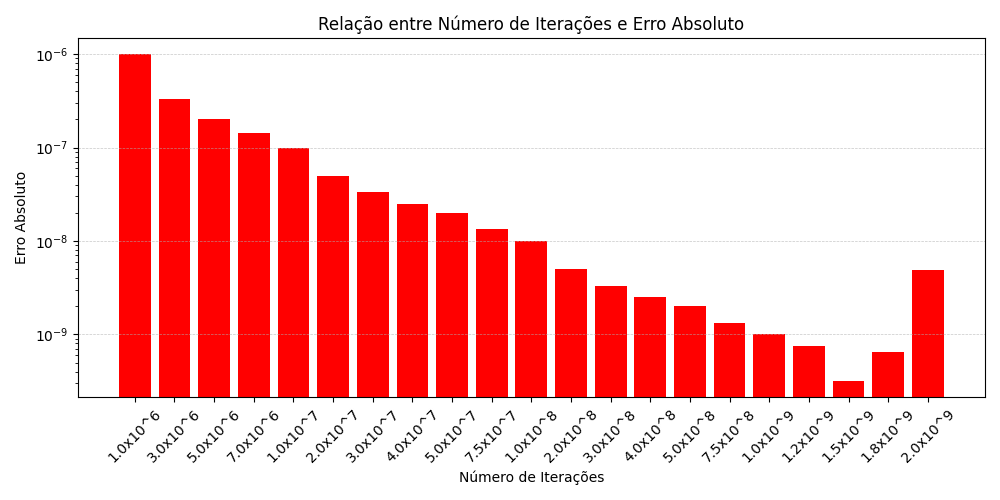 Relação entre Número de Iterações e Erro Absoluto
Erro Absoluto
10^-6
10^-7
10^-8
10^-9
1.0x10^6
3.0x10^6
5.0x10^6
7.0x10^6
1.0x10^7
2.0x10^7
3.0x10^7
4.0x10^7
5.0x10^7
7.5x10^7
1.0x10^8
2.0x10^8
3.0x10^8
4.0x10^8
5.0x10^8
7.5x10^8
1.0x10^9
1.2x10^9
1.5x10^9
1.8x10^9
2.0x10^9
Número de Iterações